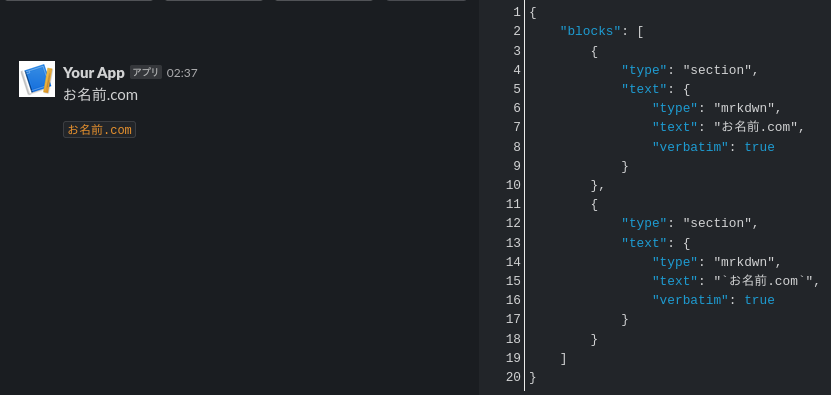 Your App アプリ 02:37
お名前.com
お名前.com
1 {
2     "blocks": [
3         {
4             "type": "section",
5             "text": {
6                 "type": "mrkdwn",
7                 "text": "お名前.com",
8                 "verbatim": true
9             }
10         },
11         {
12             "type": "section",
13             "text": {
14                 "type": "mrkdwn",
15                 "text": "`お名前.com`",
16                 "verbatim": true
17             }
18         }
19     ]
20 }